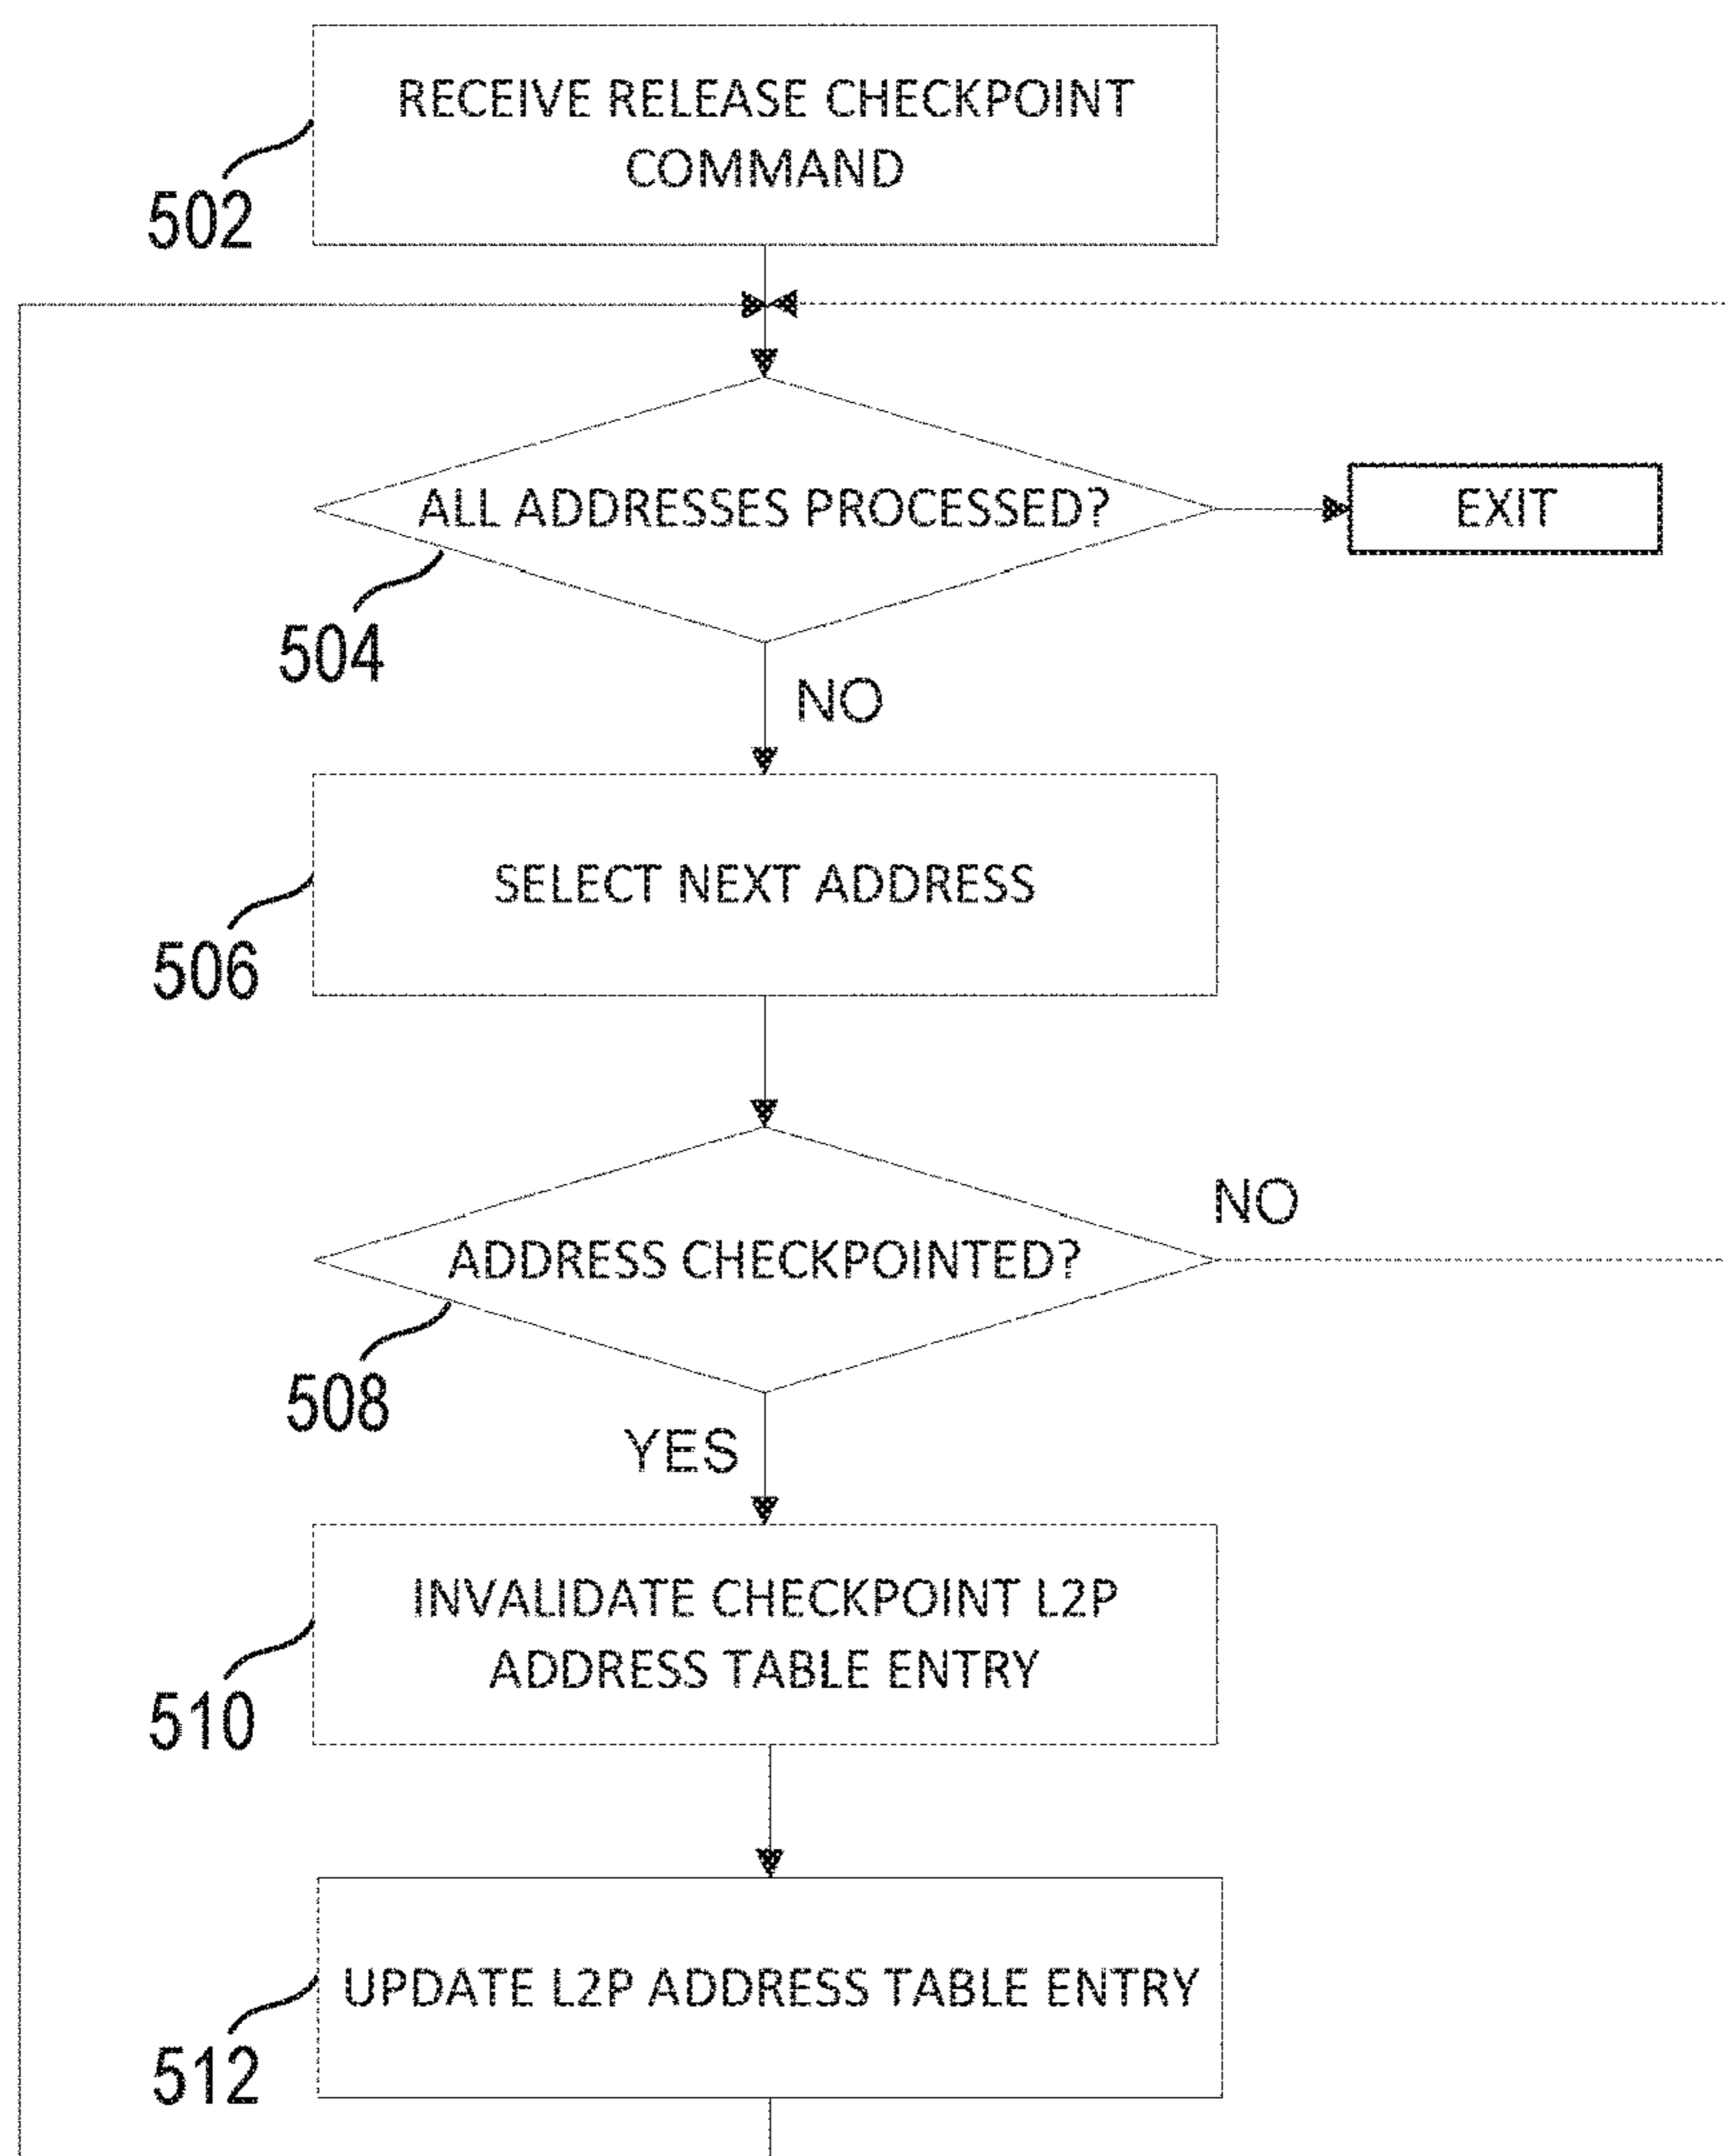 RECEIVE RELEASE CHECKPOINT
COMMAND
502
ALL ADDRESSES PROCESSED?
EXIT
504
NO
SELECT NEXT ADDRESS
506
NO
ADDRESS CHECKPOINTED?
508
YES
INVALIDATE CHECKPOINT L2P
ADDRESS TABLE ENTRY
510
UPDATE L2P ADDRESS TABLE ENTRY
512